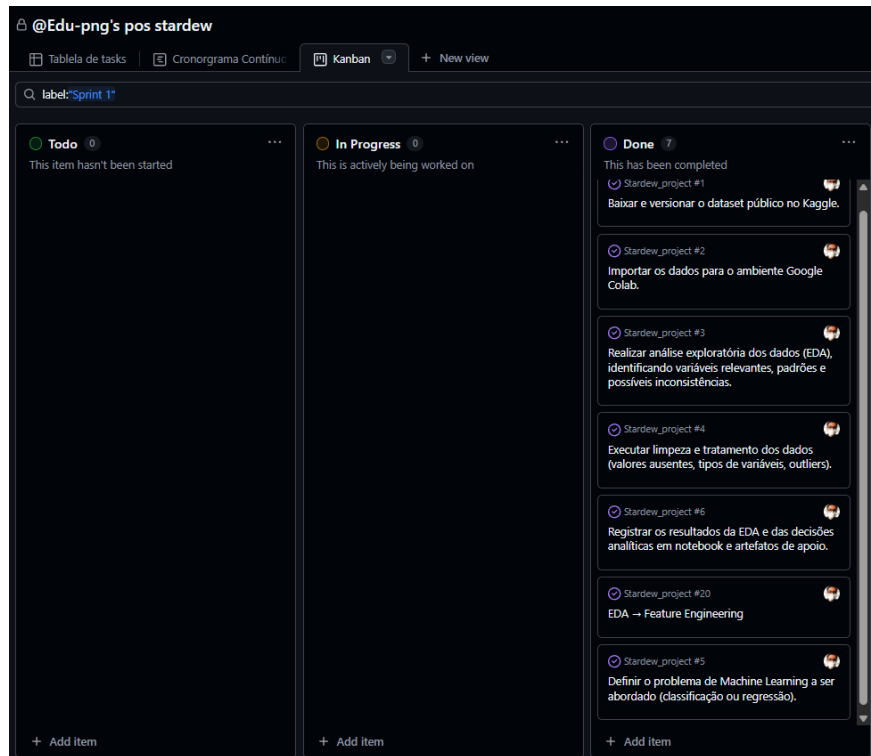 @Edu-png's pos stardew
Tablela de tasks
Cronorgrama Contínuc
Kanban
+ New view
label:"Sprint 1"
Todo 0
This item hasn't been started
+ Add item
In Progress 0
This is actively being worked on
+ Add item
Done 7
This has been completed
Stardew_project #1
Baixar e versionar o dataset público no Kaggle.
Stardew_project #2
Importar os dados para o ambiente Google
Colab.
Stardew_project #3
Realizar análise exploratória dos dados (EDA),
identificando variáveis relevantes, padrões e
possíveis inconsistências.
Stardew_project #4
Executar limpeza e tratamento dos dados
(valores ausentes, tipos de variáveis, outliers).
Stardew_project #6
Registrar os resultados da EDA e das decisões
analíticas em notebook e artefatos de apoio.
Stardew_project #20
EDA → Feature Engineering
Stardew_project #5
Definir o problema de Machine Learning a ser
abordado (classificação ou regressão).
+ Add item